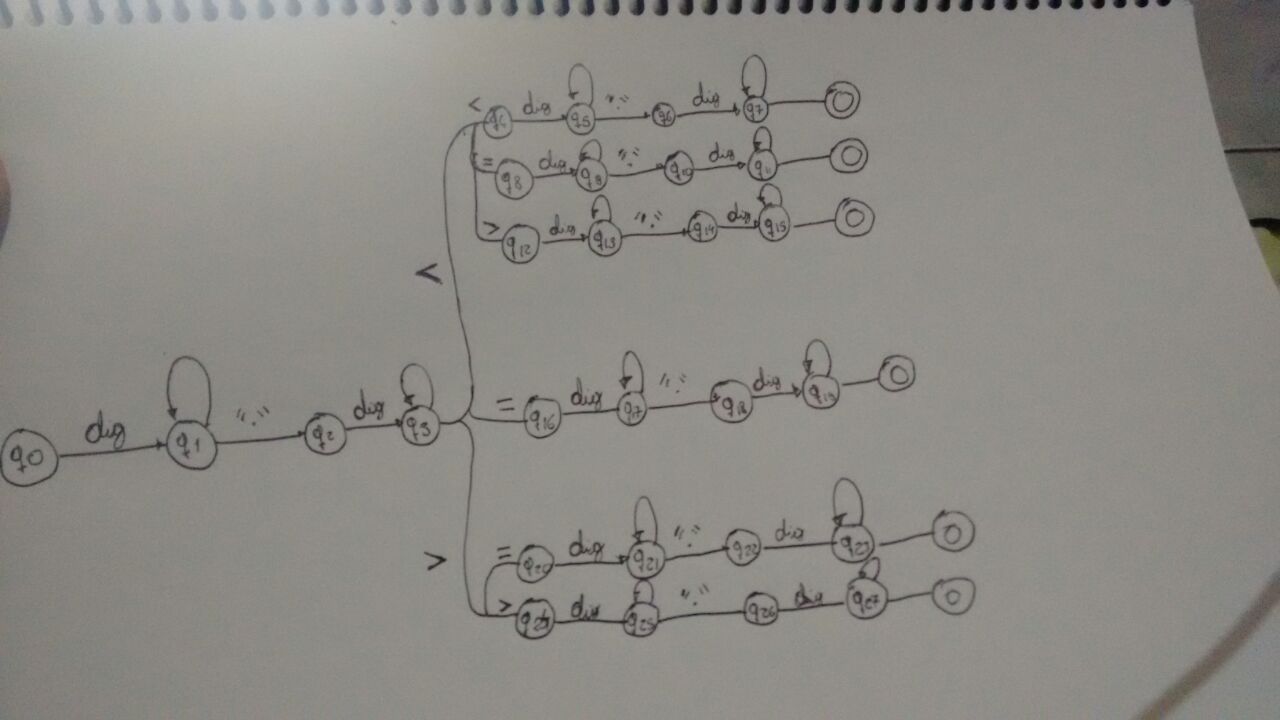 < q4 dig q5 "." q6 dig q7
= q8 dig q9 "." q10 dig q11
> q12 dig q13 "." q14 dig q15
<
q0 dig q1 "." q2 dig q3
= q16 dig q17 "." q18 dig q19
>
= q20 dig q21 "." q22 dig q23
> q24 dig q25 "." q26 dig q27